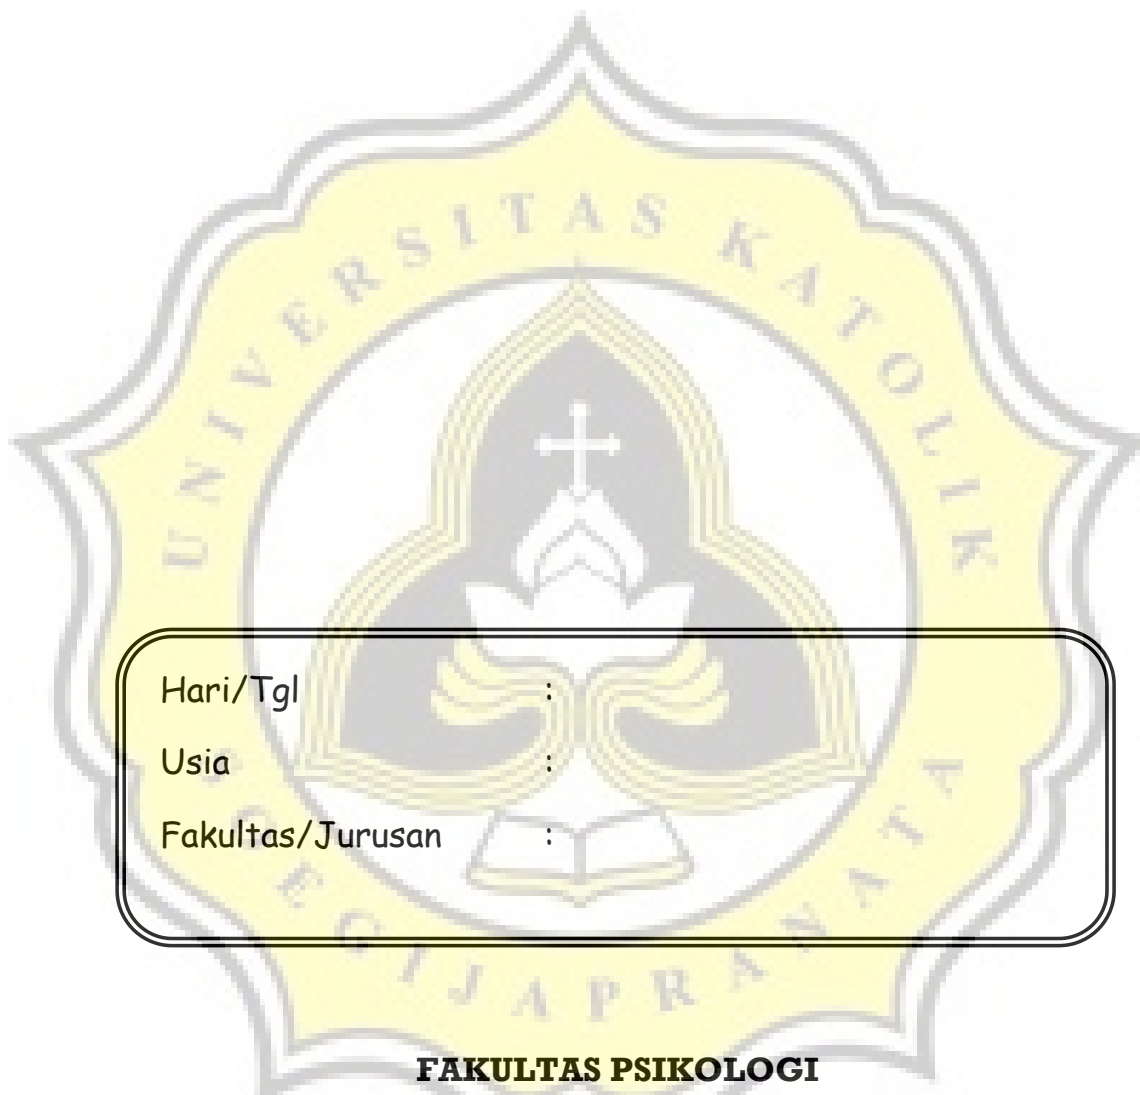 UNIVERSITAS KATOLIK
Hari/Tgl :
Usia :
Fakultas/Jurusan :
SOEGIJAPRANATA
FAKULTAS PSIKOLOGI